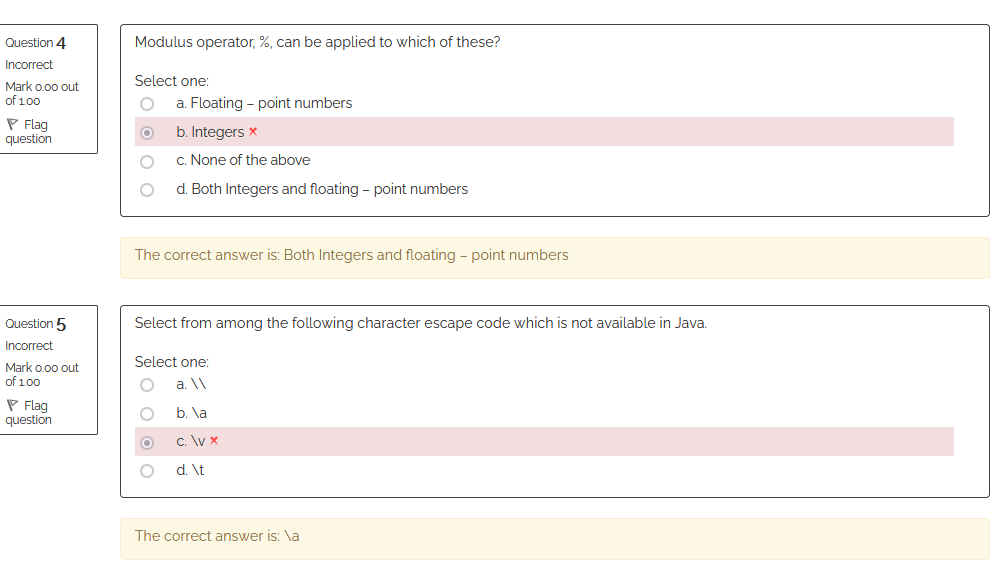 Question 4
Incorrect
Mark 0.00 out
of 1.00
Flag
question
Modulus operator, %, can be applied to which of these?
Select one:
a. Floating – point numbers
b. Integers
c. None of the above
d. Both Integers and floating – point numbers
The correct answer is: Both Integers and floating – point numbers
Question 5
Incorrect
Mark 0.00 out
of 1.00
Flag
question
Select from among the following character escape code which is not available in Java.
Select one:
a. \\
b. \a
c. \v
d. \t
The correct answer is: \a